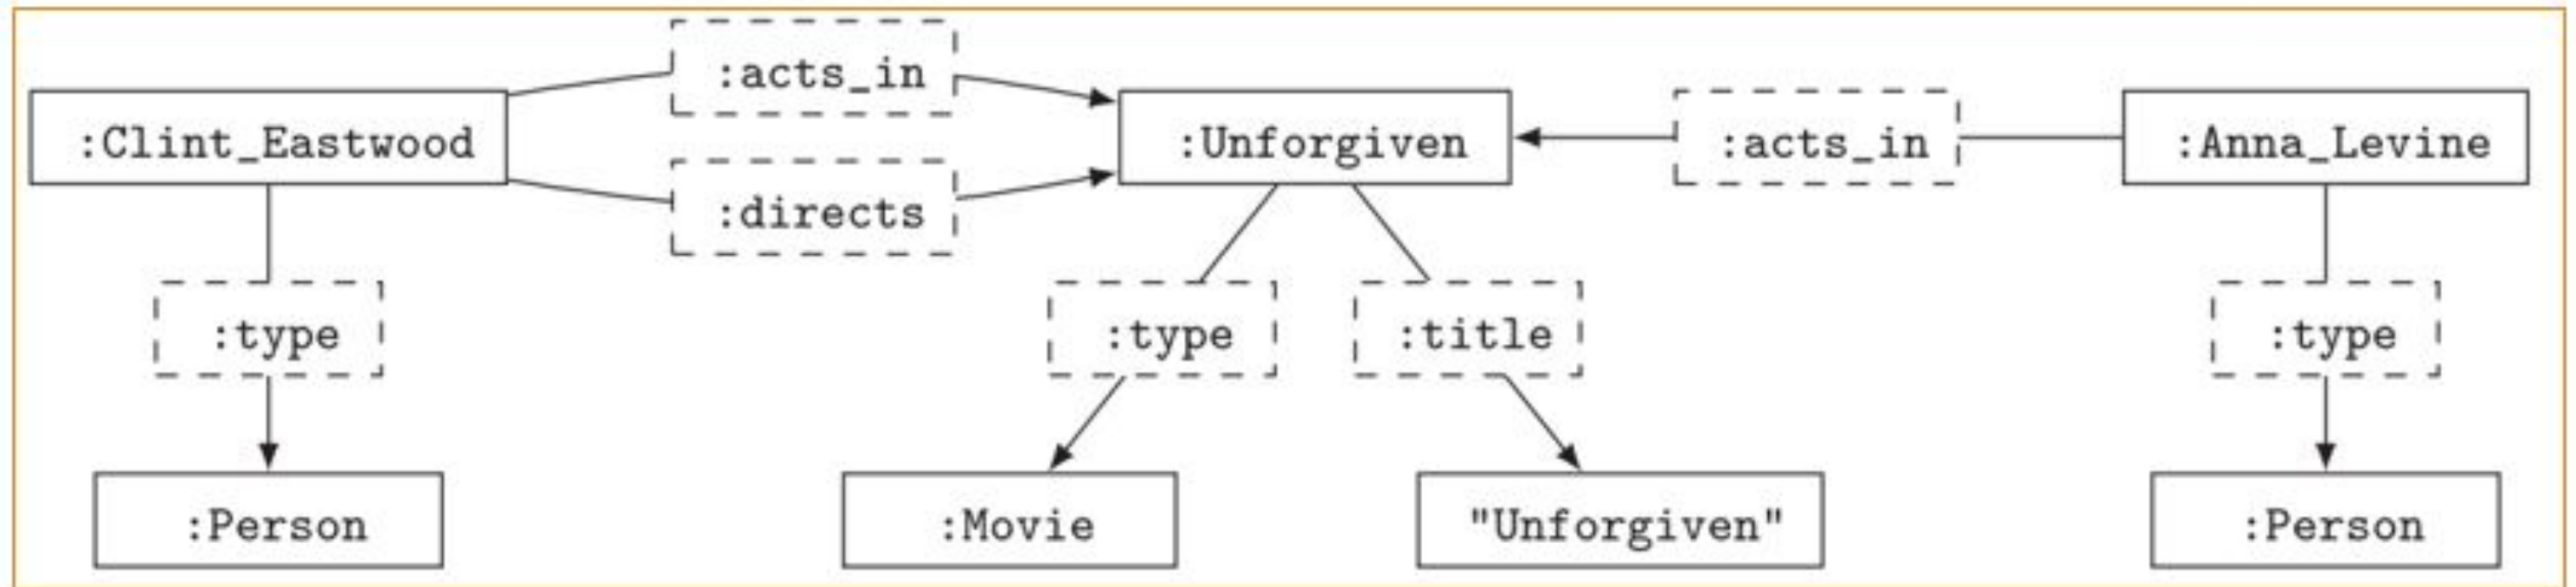 :acts_in
:Clint_Eastwood
:Unforgiven
:acts_in
:Anna_Levine
:directs
:type
:type
:title
:type
:Person
:Movie
"Unforgiven"
:Person